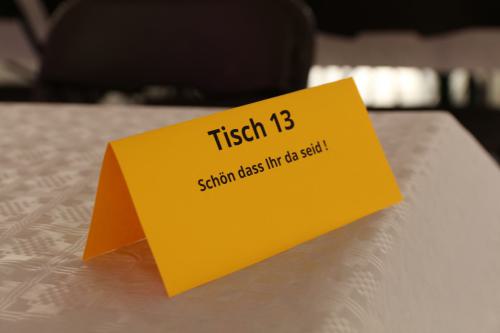 Tisch 13
Schön dass Ihr da seid !